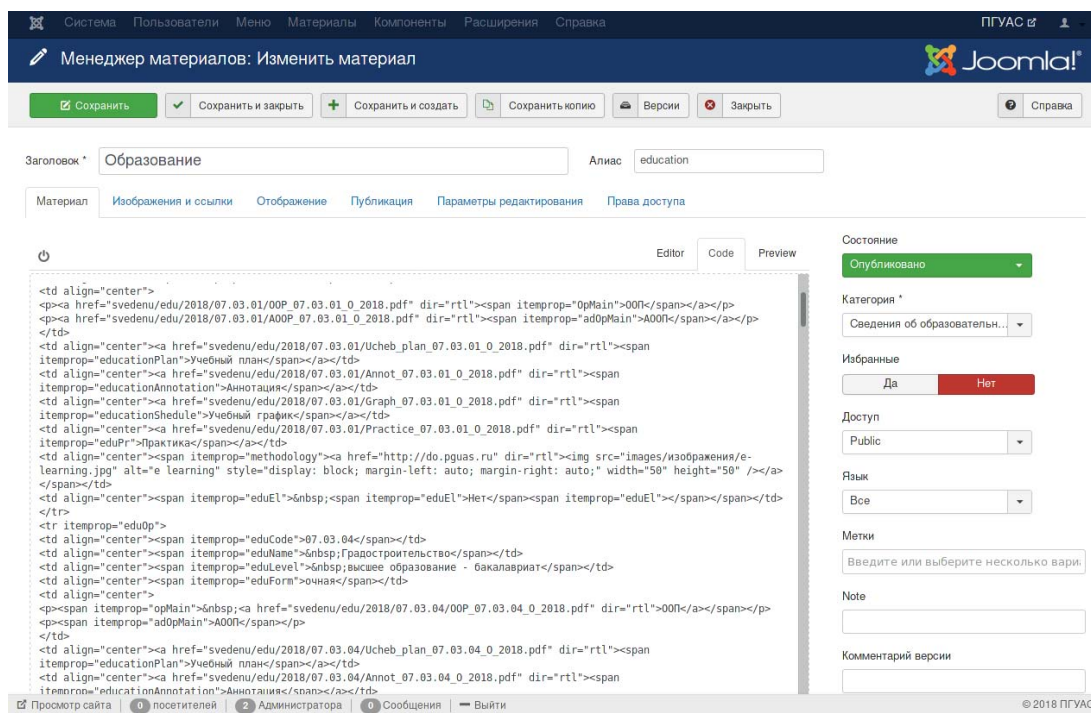 Система Пользователи Меню Материалы Компоненты Расширения Справка ПГУАС
Менеджер материалов: Изменить материал Joomla!
Сохранить Сохранить и закрыть Сохранить и создать Сохранить копию Версии Закрыть Справка
Заголовок * Образование Алиас education
Материал Изображения и ссылки Отображение Публикация Параметры редактирования Права доступа
Editor Code Preview
<td align="center">
<p><a href="svedenu/edu/2018/07.03.01/OOP_07.03.01_O_2018.pdf" dir="rtl"><span itemprop="OpMain">ООП</span></a></p>
<p><a href="svedenu/edu/2018/07.03.01/AOOP_07.03.01_O_2018.pdf" dir="rtl"><span itemprop="adOpMain">АООП</span></a></p>
</td>
<td align="center"><a href="svedenu/edu/2018/07.03.01/Ucheb_plan_07.03.01_O_2018.pdf" dir="rtl"><span
itemprop="educationPlan">Учебный план</span></a></td>
<td align="center"><a href="svedenu/edu/2018/07.03.01/Annot_07.03.01_O_2018.pdf" dir="rtl"><span
itemprop="educationAnnotation">Аннотация</span></a></td>
<td align="center"><a href="svedenu/edu/2018/07.03.01/Graph_07.03.01_O_2018.pdf" dir="rtl"><span
itemprop="educationShedule">Учебный график</span></a></td>
<td align="center"><a href="svedenu/edu/2018/07.03.01/Practice_07.03.01_O_2018.pdf" dir="rtl"><span
itemprop="eduPr">Практика</span></a></td>
<td align="center"><span itemprop="methodology"><a href="http://do.pguas.ru" dir="rtl"><img src="images/изображения/e-
learning.jpg" alt="e learning" style="display: block; margin-left: auto; margin-right: auto;" width="50" height="50" /></a>
</span></td>
<td align="center"><span itemprop="eduEl">&nbsp;<span itemprop="eduEl">Нет</span><span itemprop="eduEl"></span></span></td>
</tr>
<tr itemprop="eduOp">
<td align="center"><span itemprop="eduCode">07.03.04</span></td>
<td align="center"><span itemprop="eduName">&nbsp;Градостроительство</span></td>
<td align="center"><span itemprop="eduLevel">&nbsp;высшее образование - бакалавриат</span></td>
<td align="center"><span itemprop="eduForm">очная</span></td>
<td align="center">
<p><span itemprop="opMain">&nbsp;<a href="svedenu/edu/2018/07.03.04/OOP_07.03.04_O_2018.pdf" dir="rtl">ООП</a></span></p>
<p><span itemprop="adOpMain">АООП</span></p>
</td>
<td align="center"><a href="svedenu/edu/2018/07.03.04/Ucheb_plan_07.03.04_O_2018.pdf" dir="rtl"><span
itemprop="educationPlan">Учебный план</span></a></td>
<td align="center"><a href="svedenu/edu/2018/07.03.04/Annot_07.03.04_O_2018.pdf" dir="rtl"><span
itemprop="educationAnnotation">Аннотация</span></a></td>
Состояние
Опубликовано
Категория *
Сведения об образовательн...
Избранные
Да Нет
Доступ
Public
Язык
Все
Метки
Введите или выберите несколько вари
Note
Комментарий версии
Просмотр сайта 0 посетителей 2 Администратора 0 Сообщения Выйти © 2018 ПГУАС